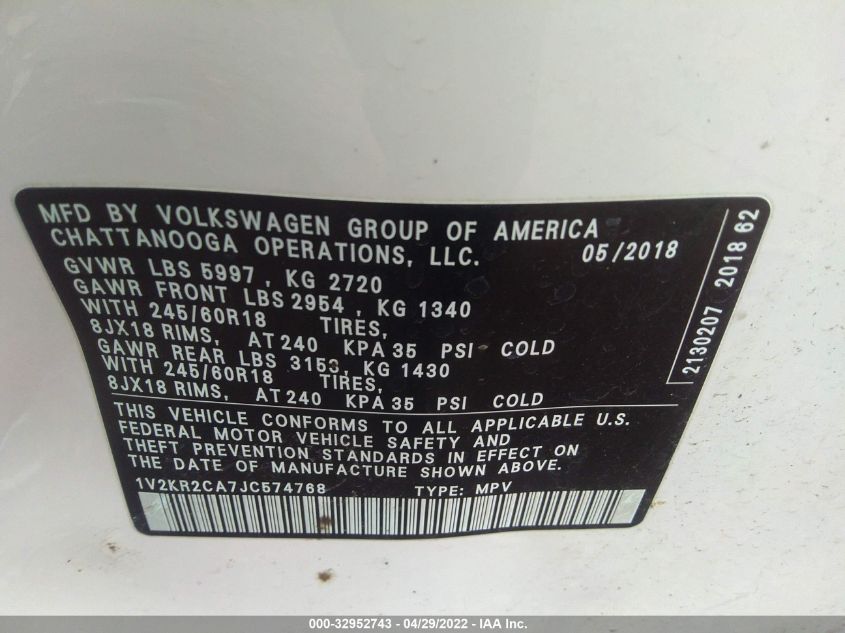 MFD BY VOLKSWAGEN GROUP OF AMERICA
CHATTANOOGA OPERATIONS, LLC. 05/2018
GVWR LBS 5997, KG 2720
GAWR FRONT LBS 2954, KG 1340
WITH 245/60R18 TIRES,
8JX18 RIMS, AT 240 KPA 35 PSI COLD
GAWR REAR LBS 3153, KG 1430
WITH 245/60R18 TIRES,
8JX18 RIMS, AT 240 KPA 35 PSI COLD
THIS VEHICLE CONFORMS TO ALL APPLICABLE U.S.
FEDERAL MOTOR VEHICLE SAFETY AND
THEFT PREVENTION STANDARDS IN EFFECT ON
THE DATE OF MANUFACTURE SHOWN ABOVE.
1V2KR2CA7JC574768 TYPE: MPV
2130207 2018 62
000-32952743 - 04/29/2022 - IAA Inc.